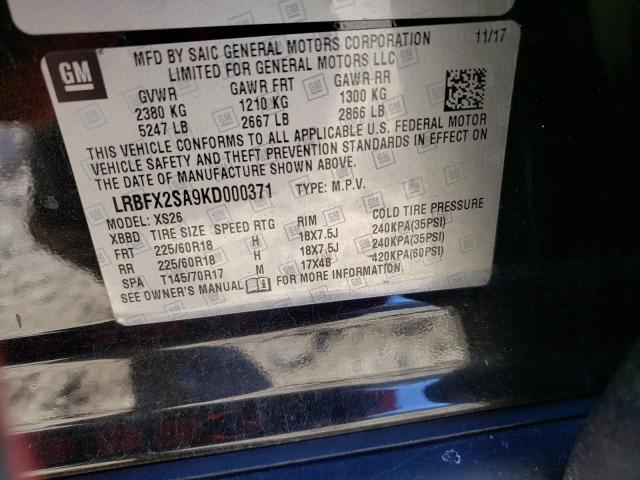 GM
MFD BY SAIC GENERAL MOTORS CORPORATION 11/17
LIMITED FOR GENERAL MOTORS LLC
GVWR GAWR FRT GAWR RR
2380 KG 1210 KG 1300 KG
5247 LB 2667 LB 2866 LB
THIS VEHICLE CONFORMS TO ALL APPLICABLE U.S. FEDERAL MOTOR
VEHICLE SAFETY AND THEFT PREVENTION STANDARDS IN EFFECT ON
THE DATE OF MANUFACTURE SHOWN ABOVE.
LRBFX2SA9KD000371 TYPE: M.P.V.
MODEL: XS26
XBBD TIRE SIZE SPEED RTG RIM COLD TIRE PRESSURE
FRT 225/60R18 H 18X7.5J 240KPA(35PSI)
RR 225/60R18 H 18X7.5J 240KPA(35PSI)
SPA T145/70R17 M 17X4B 420KPA(60PSI)
SEE OWNER'S MANUAL FOR MORE INFORMATION.